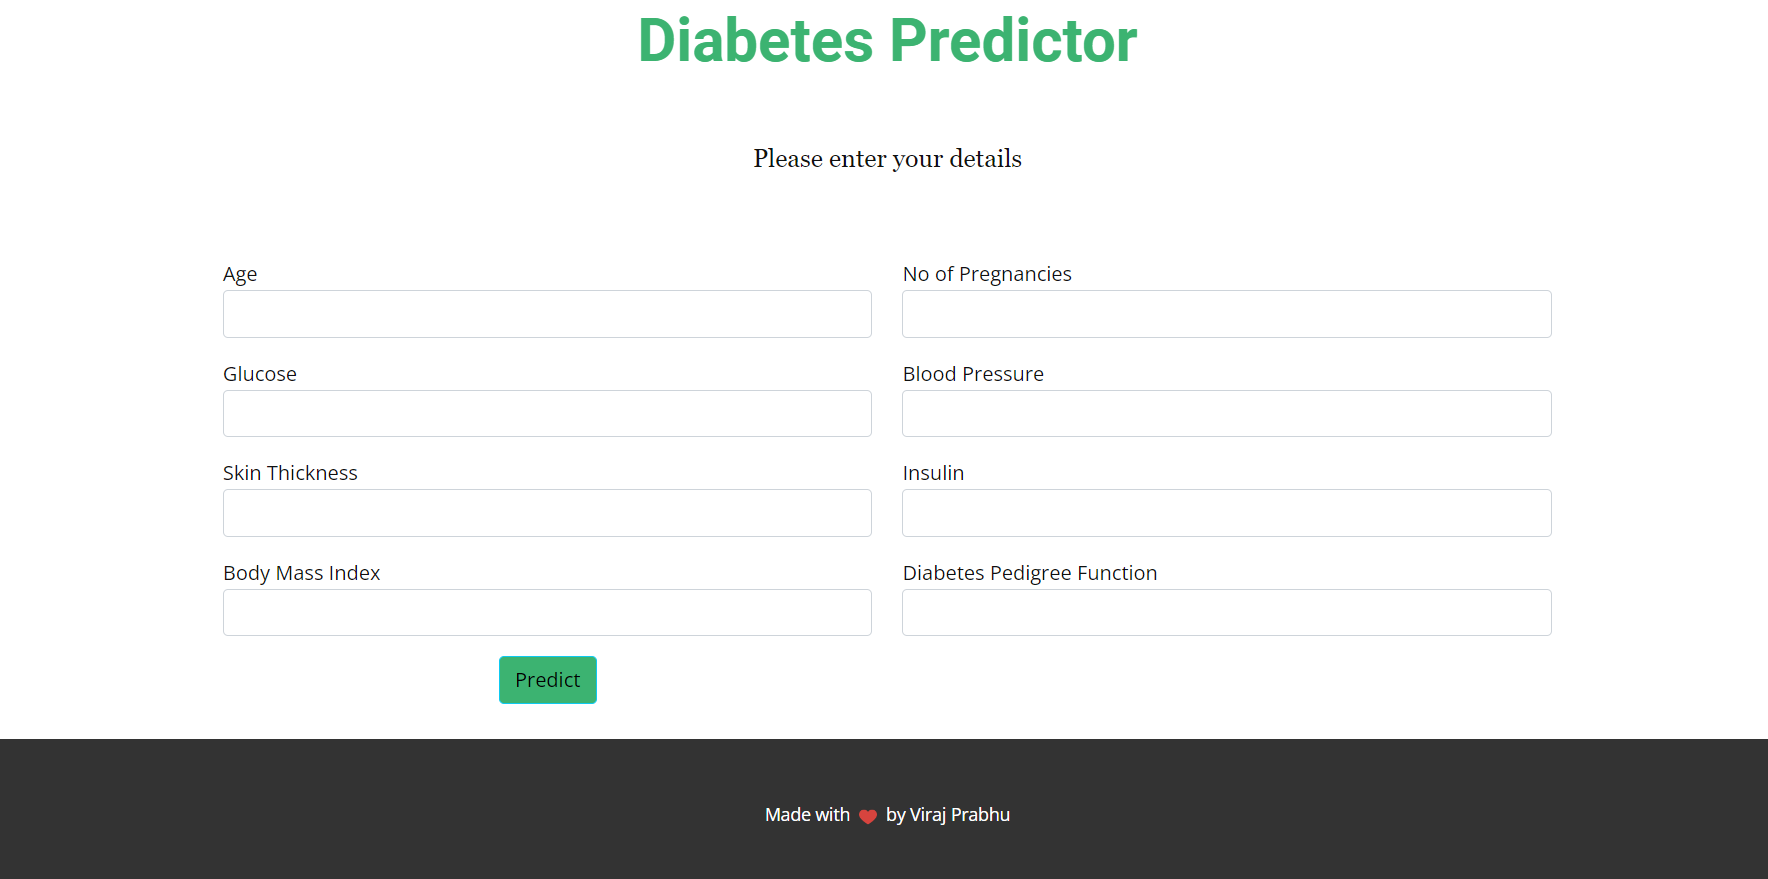 Diabetes Predictor
Please enter your details
Age
No of Pregnancies
Glucose
Blood Pressure
Skin Thickness
Insulin
Body Mass Index
Diabetes Pedigree Function
Predict
Made with ❤ by Viraj Prabhu